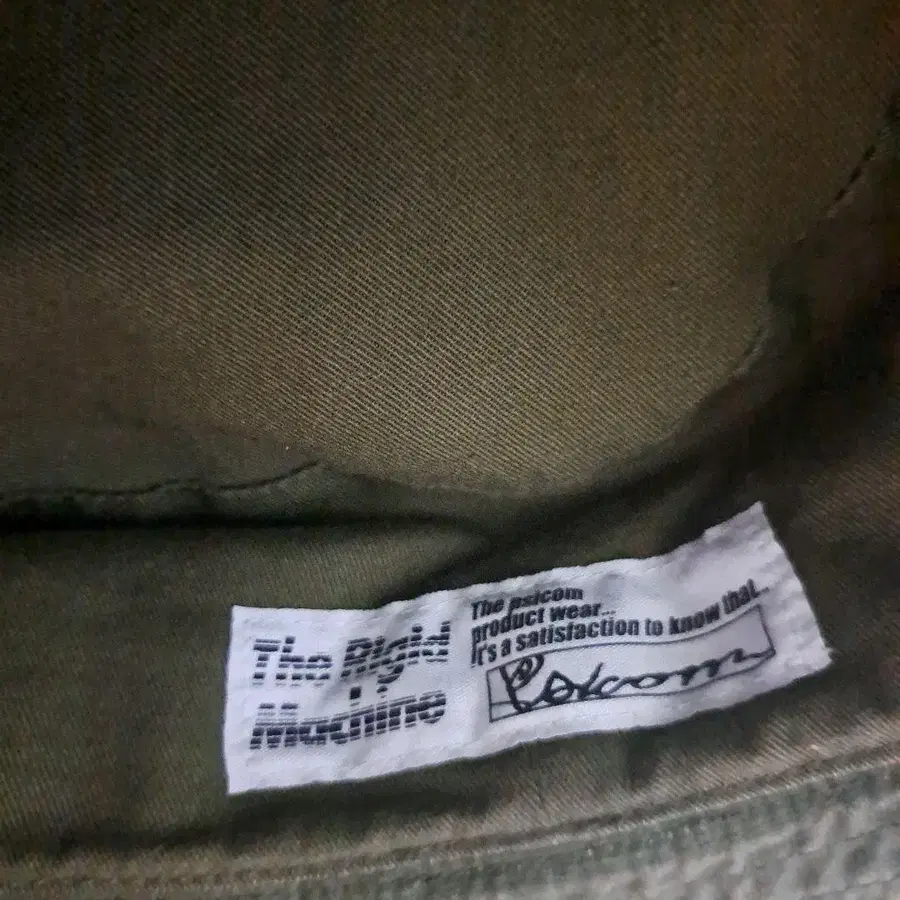 The Rigid
Machine
The psicom
product wear...
it's a satisfaction to know that..
Psicom